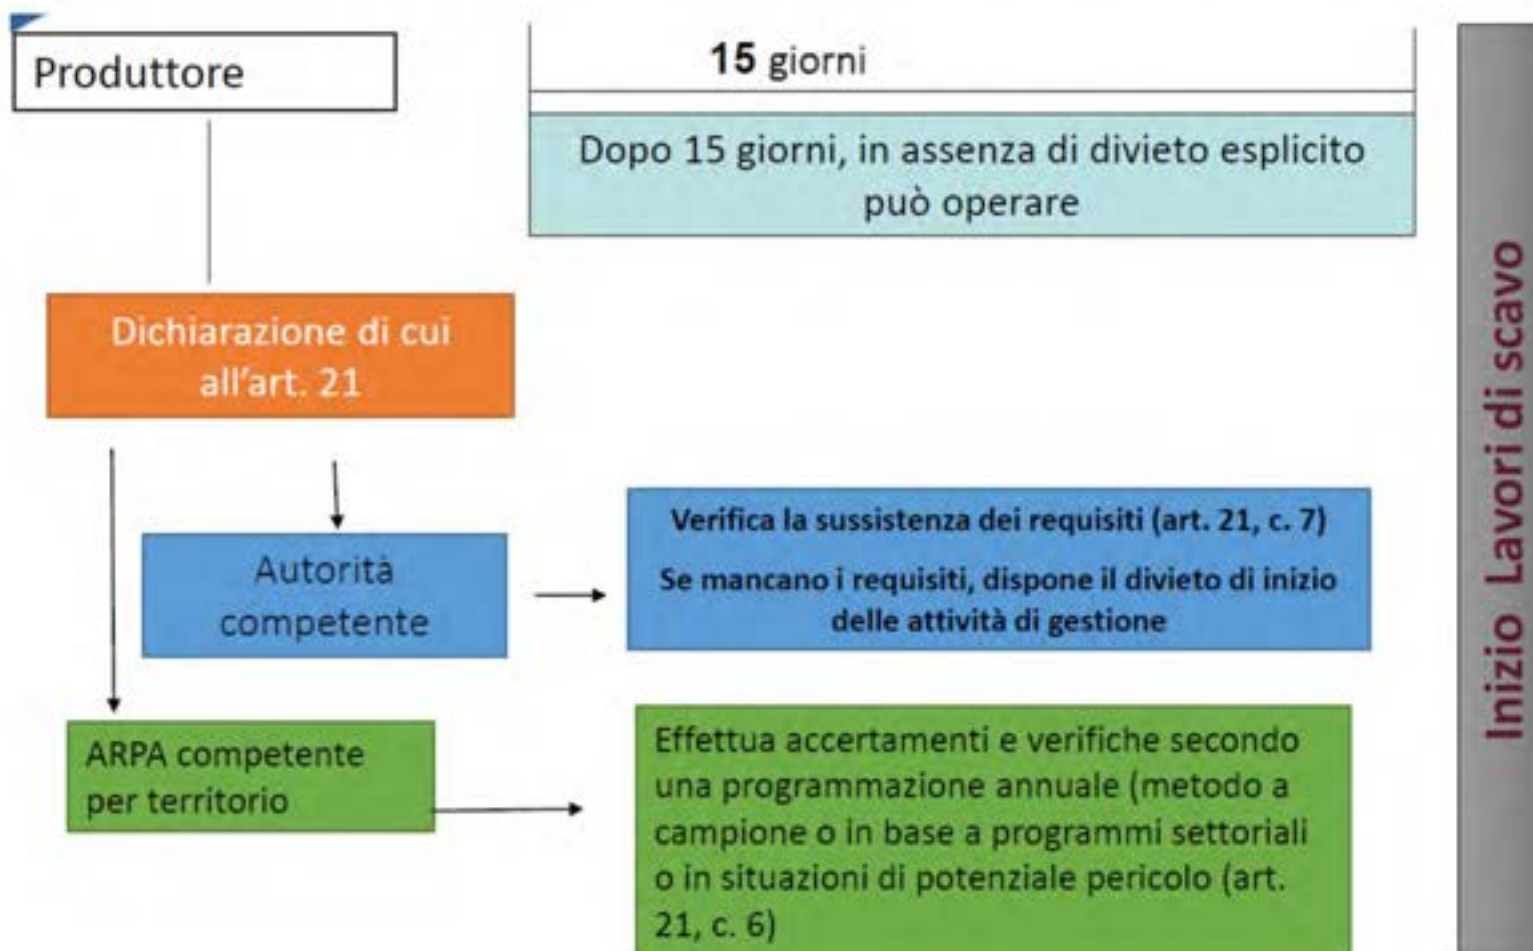 Produttore
15 giorni
Dopo 15 giorni, in assenza di divieto esplicito
può operare
Dichiarazione di cui
all'art. 21
Autorità
competente
Verifica la sussistenza dei requisiti (art. 21, c. 7)
Se mancano i requisiti, dispone il divieto di inizio
delle attività di gestione
ARPA competente
per territorio
Effettua accertamenti e verifiche secondo
una programmazione annuale (metodo a
campione o in base a programmi settoriali
o in situazioni di potenziale pericolo (art.
21, c. 6)
Inizio Lavori di scavo